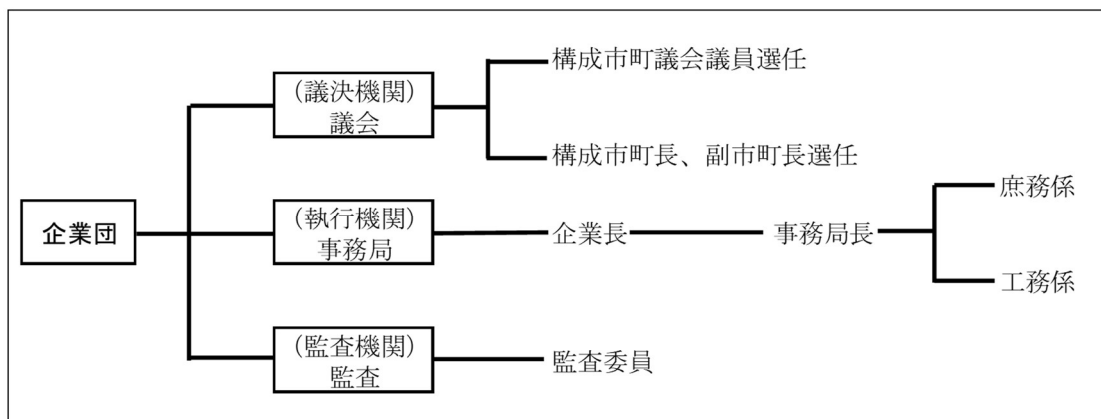 構成市町議会議員選任
(議決機関)
議会
構成市町長、副市町長選任
庶務係
企業団
(執行機関)
事務局
企業長
事務局長
工務係
(監査機関)
監査
監査委員